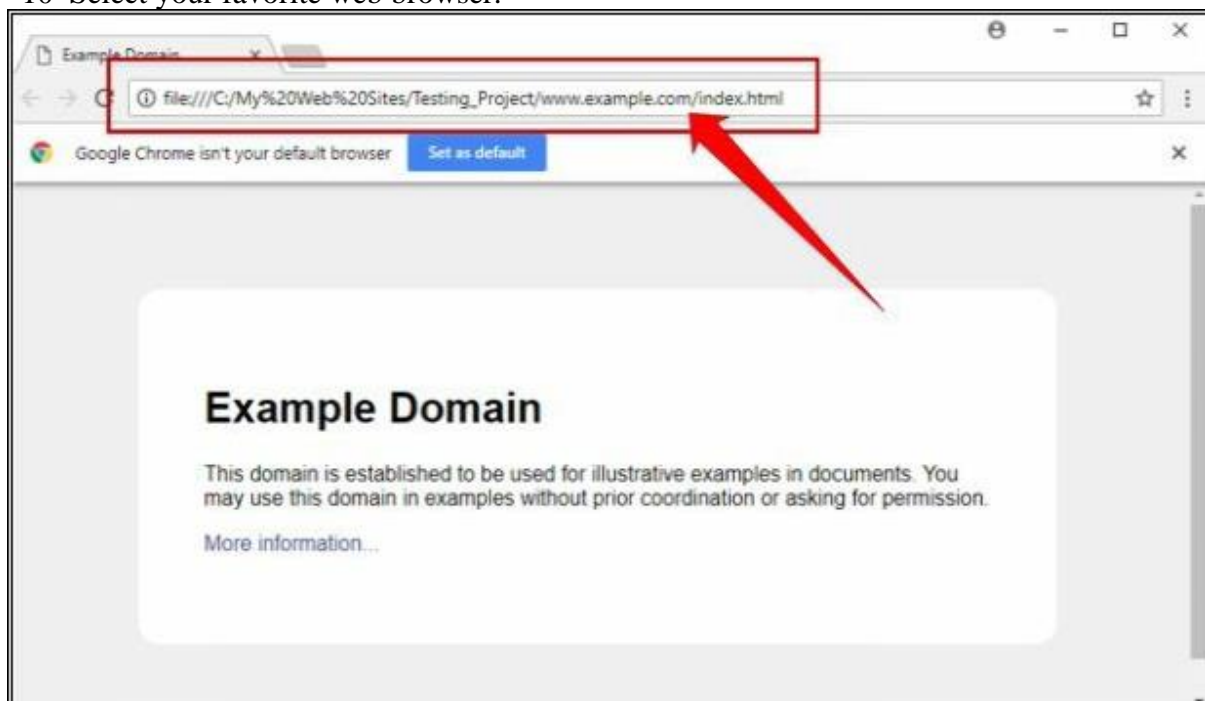 10 Select your favorite web browser.
Example Domain
file:///C:/My%20Web%20Sites/Testing_Project/www.example.com/index.html
Google Chrome isn't your default browser Set as default
Example Domain
This domain is established to be used for illustrative examples in documents. You
may use this domain in examples without prior coordination or asking for permission.
More information...